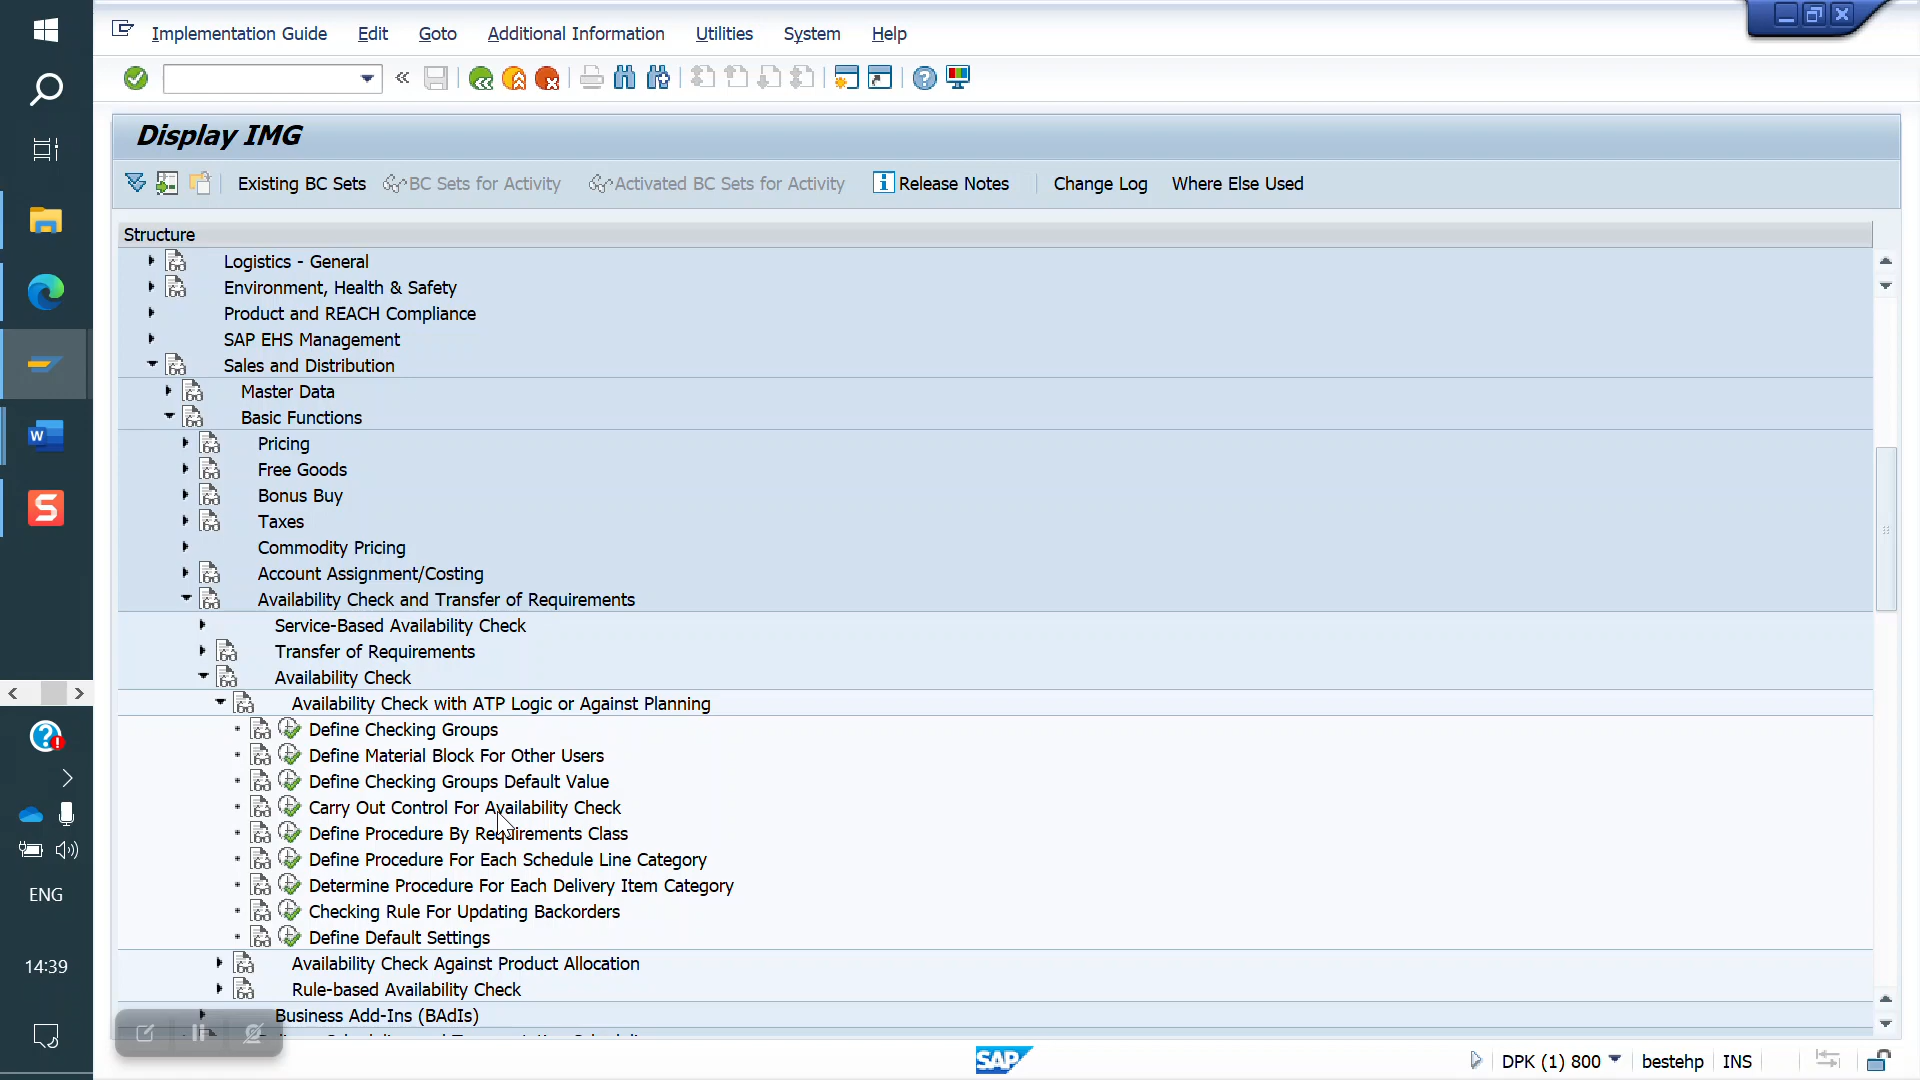 Implementation Guide Edit Goto Additional Information Utilities System Help
Display IMG
Existing BC Sets BC Sets for Activity Activated BC Sets for Activity Release Notes Change Log Where Else Used
Structure
Logistics - General
Environment, Health & Safety
Product and REACH Compliance
SAP EHS Management
Sales and Distribution
Master Data
Basic Functions
Pricing
Free Goods
Bonus Buy
Taxes
Commodity Pricing
Account Assignment/Costing
Availability Check and Transfer of Requirements
Service-Based Availability Check
Transfer of Requirements
Availability Check
Availability Check with ATP Logic or Against Planning
Define Checking Groups
Define Material Block For Other Users
Define Checking Groups Default Value
Carry Out Control For Availability Check
Define Procedure By Requirements Class
Define Procedure For Each Schedule Line Category
Determine Procedure For Each Delivery Item Category
Checking Rule For Updating Backorders
Define Default Settings
Availability Check Against Product Allocation
Rule-based Availability Check
Business Add-Ins (BAdIs)
SAP
DPK (1) 800 bestehp INS
W
S
ENG
14:39